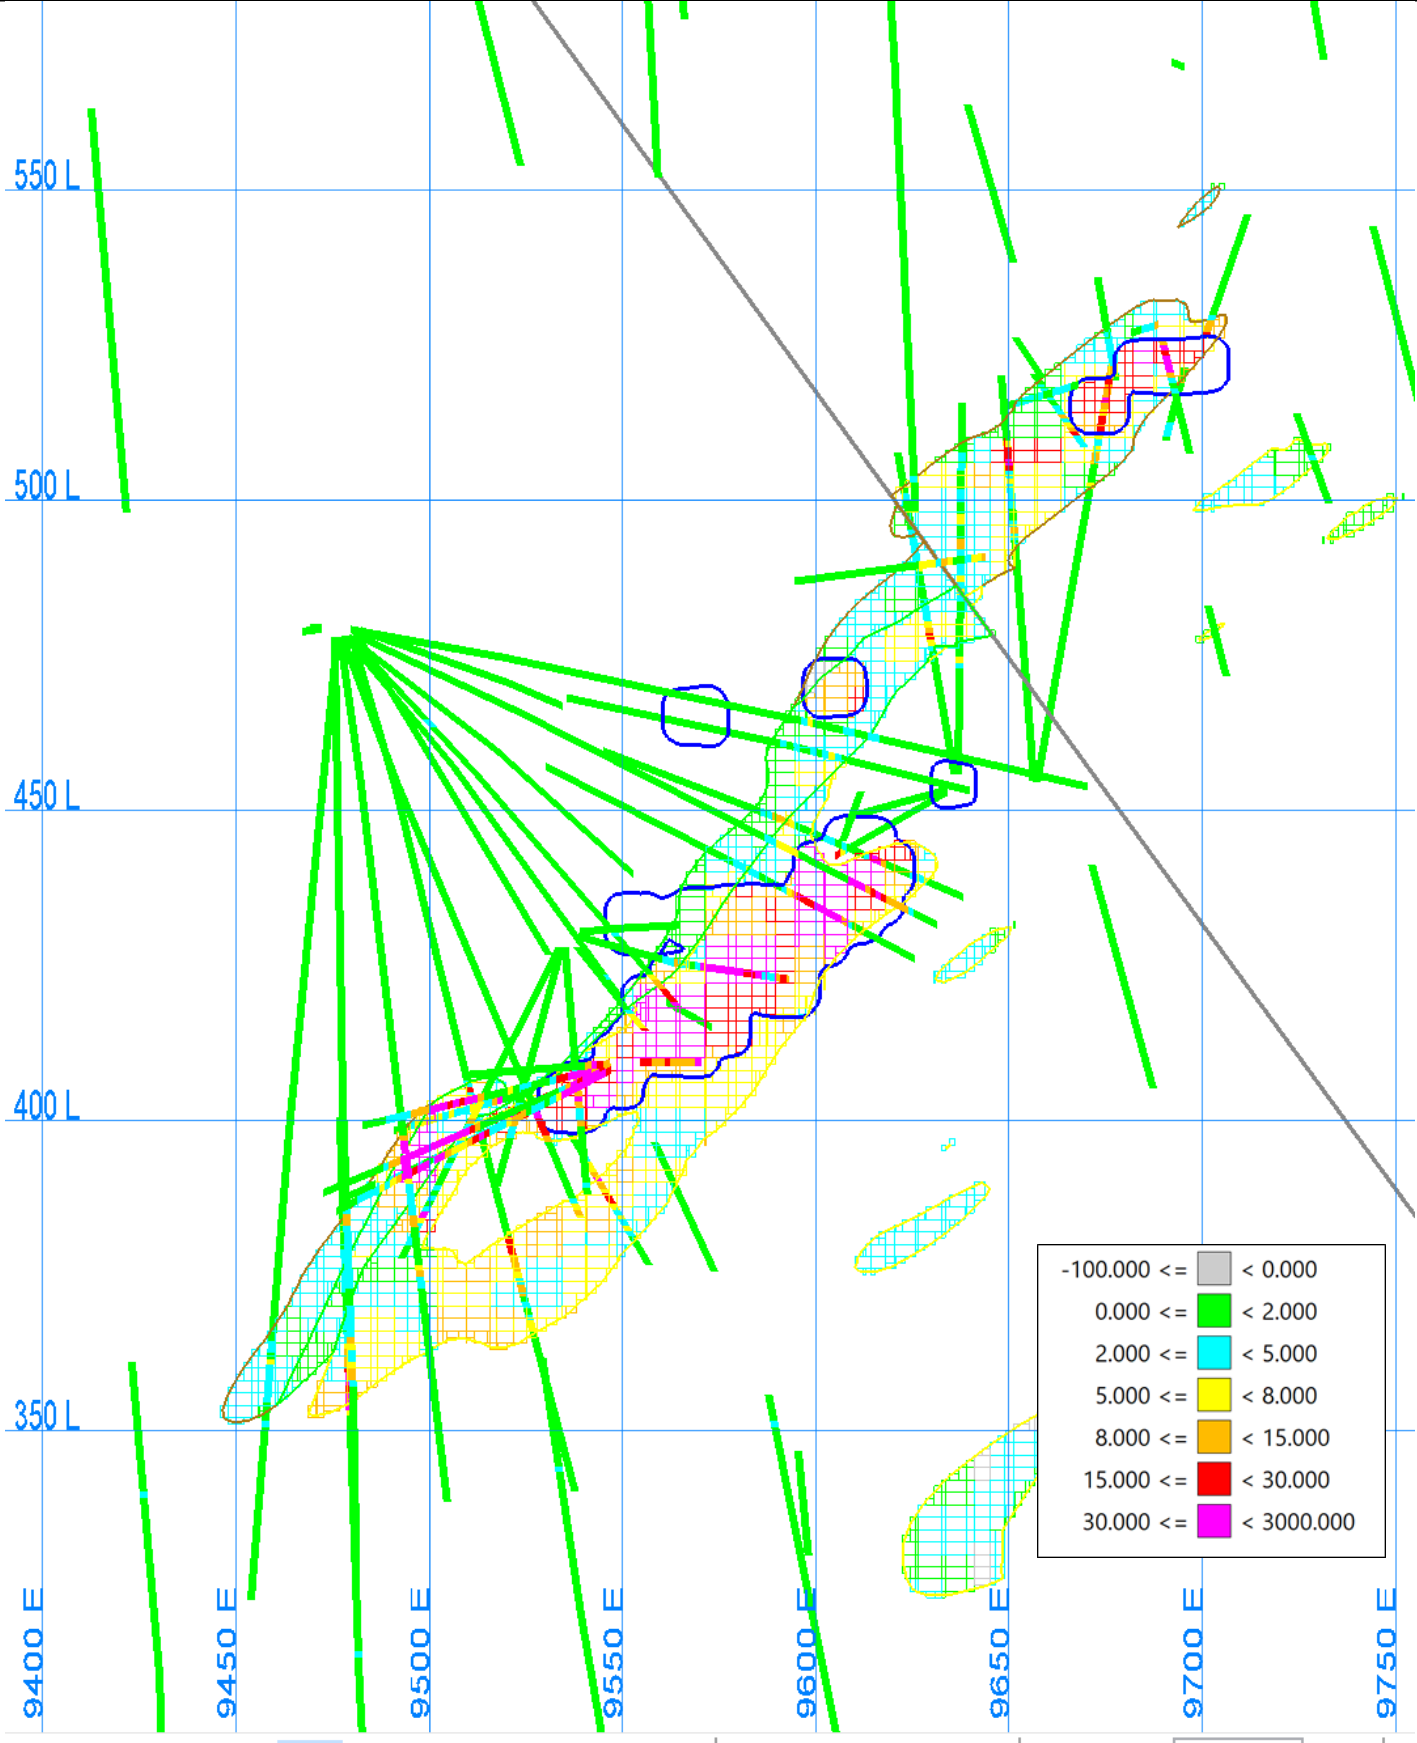 550 L
500 L
450 L
400 L
350 L
-100.000 <= < 0.000
0.000 <= < 2.000
2.000 <= < 5.000
5.000 <= < 8.000
8.000 <= < 15.000
15.000 <= < 30.000
30.000 <= < 3000.000
9400 E
9450 E
9500 E
9550 E
9600 E
9650 E
9700 E
9750 E